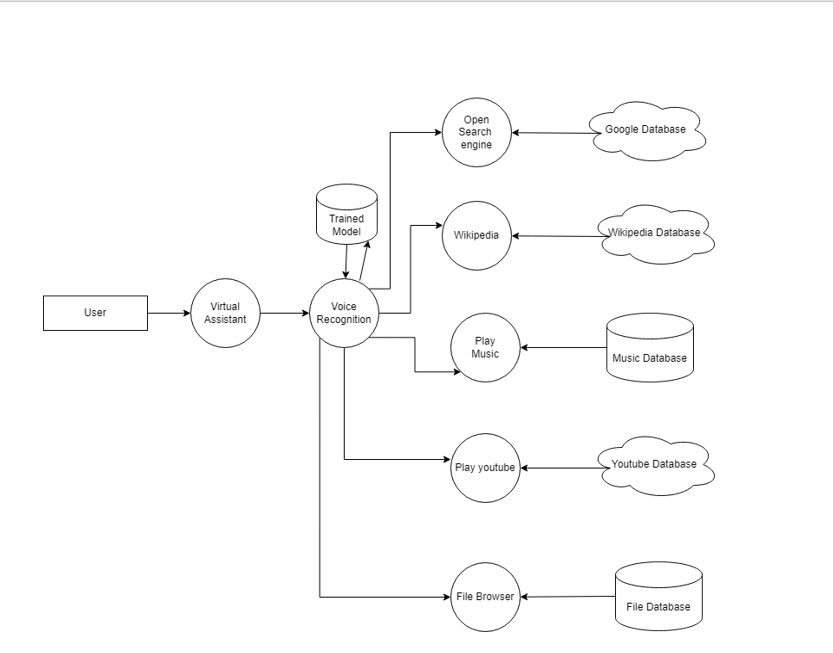 Open
Search
engine
Google Database
Trained
Model
Wikipedia
Wikipedia Database
User
Virtual
Assistant
Voice
Recognition
Play
Music
Music Database
Play youtube
Youtube Database
File Browser
File Database